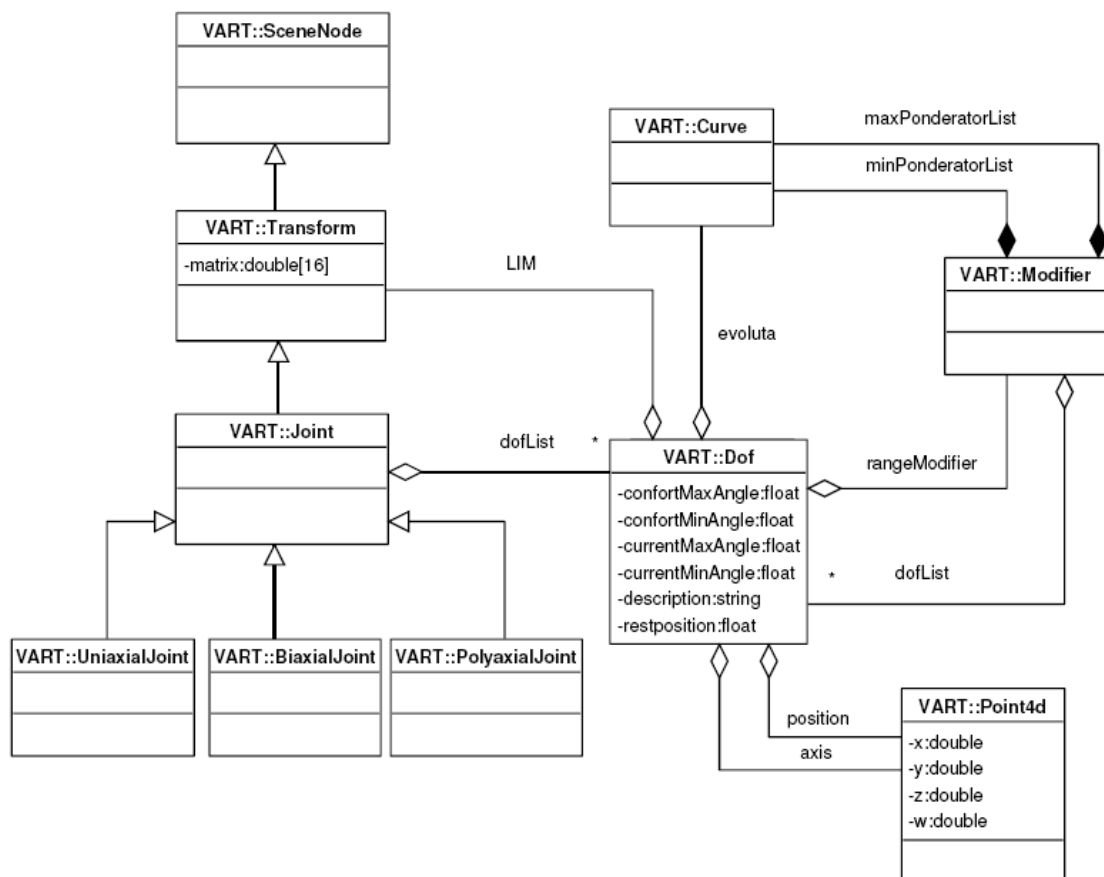 VART::SceneNode
VART::Curve
maxPonderatorList
minPonderatorList
VART::Transform
-matrix:double[16]
LIM
VART::Modifier
evoluta
VART::Joint
dofList
*
VART::Dof
-confortMaxAngle:float
-confortMinAngle:float
-currentMaxAngle:float
-currentMinAngle:float
-description:string
-restposition:float
rangeModifier
*
dofList
VART::UniaxialJoint
VART::BiaxialJoint
VART::PolyaxialJoint
position
axis
VART::Point4d
-x:double
-y:double
-z:double
-w:double